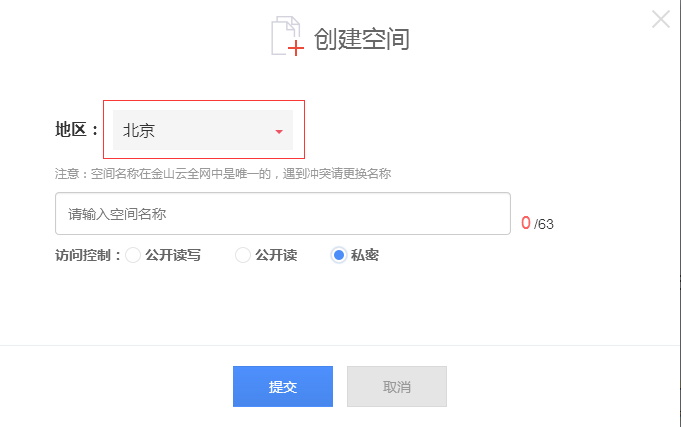 创建空间
地区： 北京
注意：空间名称在金山云全网中是唯一的，遇到冲突请更换名称
请输入空间名称
0 /63
访问控制： 公开读写 公开读 私密
提交 取消